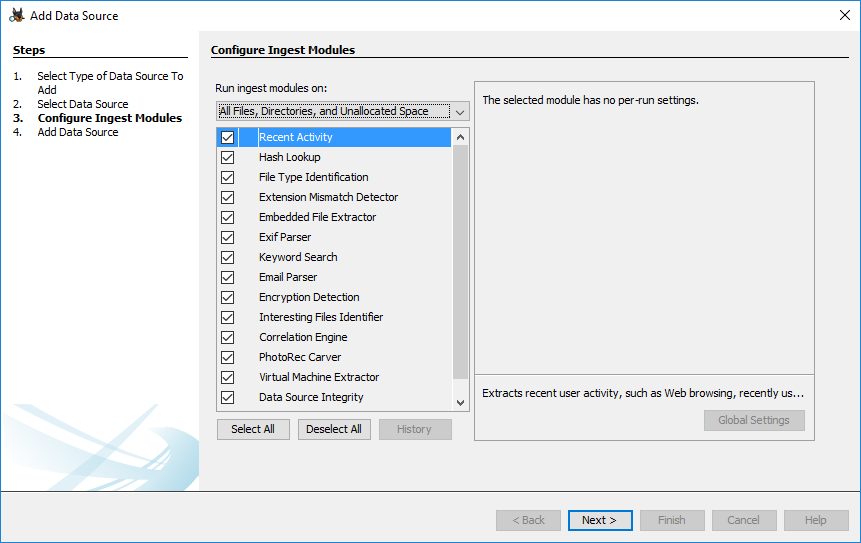 Add Data Source
Steps
1. Select Type of Data Source To
Add
2. Select Data Source
3. Configure Ingest Modules
4. Add Data Source
Configure Ingest Modules
Run ingest modules on:
All Files, Directories, and Unallocated Space
Recent Activity
Hash Lookup
File Type Identification
Extension Mismatch Detector
Embedded File Extractor
Exif Parser
Keyword Search
Email Parser
Encryption Detection
Interesting Files Identifier
Correlation Engine
PhotoRec Carver
Virtual Machine Extractor
Data Source Integrity
Select All
Deselect All
History
The selected module has no per-run settings.
Extracts recent user activity, such as Web browsing, recently us...
Global Settings
< Back
Next >
Finish
Cancel
Help